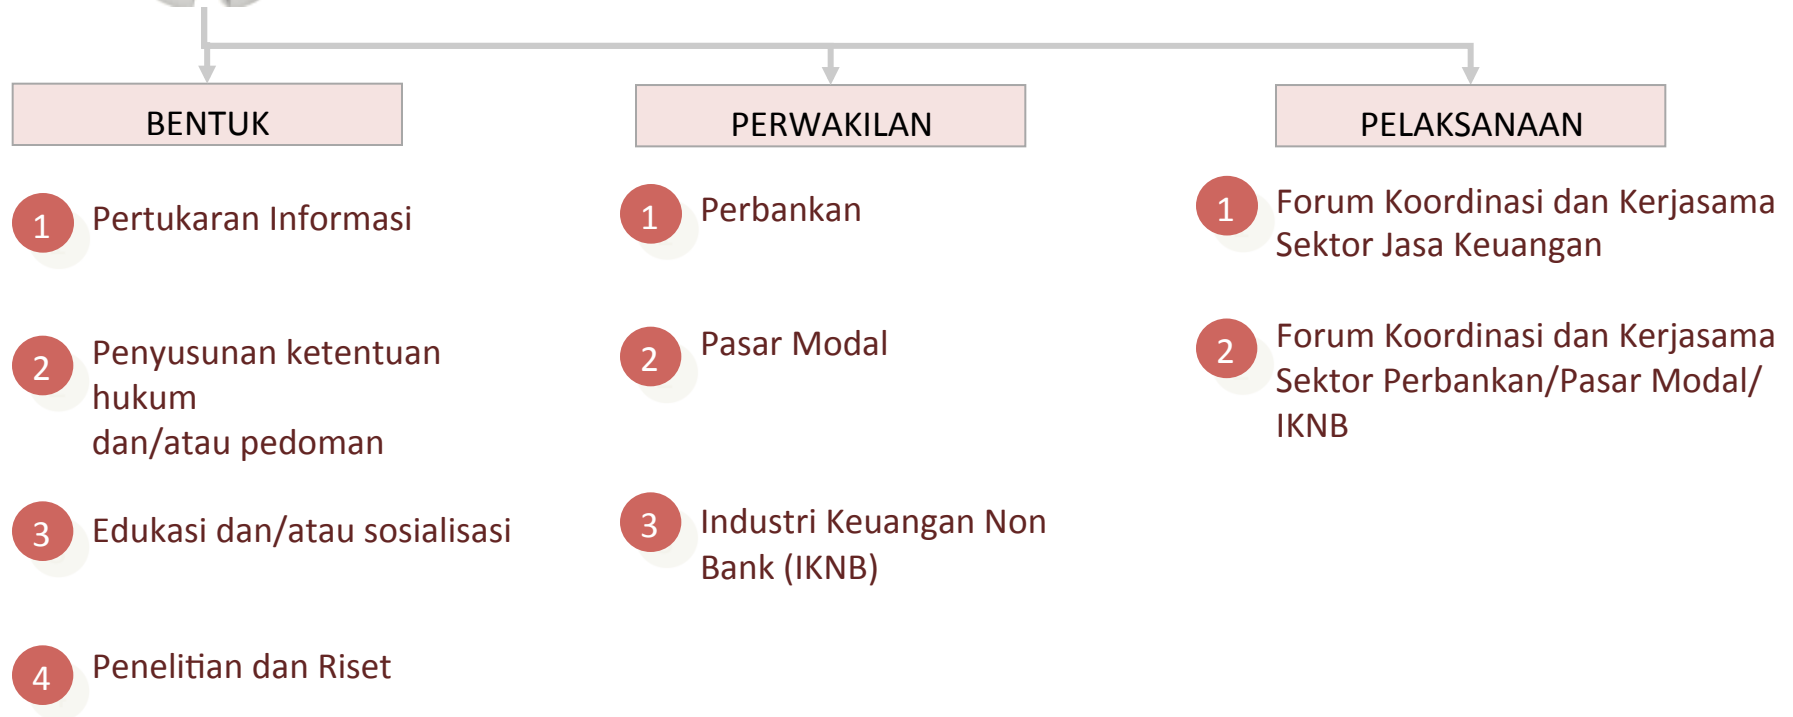 BENTUK
1
Pertukaran Informasi
2
Penyusunan ketentuan
hukum
dan/atau pedoman
3
Edukasi dan/atau sosialisasi
4
Penelitian dan Riset
PERWAKILAN
1
Perbankan
2
Pasar Modal
3
Industri Keuangan Non
Bank (IKNB)
PELAKSANAAN
1
Forum Koordinasi dan Kerjasama
Sektor Jasa Keuangan
2
Forum Koordinasi dan Kerjasama
Sektor Perbankan/Pasar Modal/
IKNB